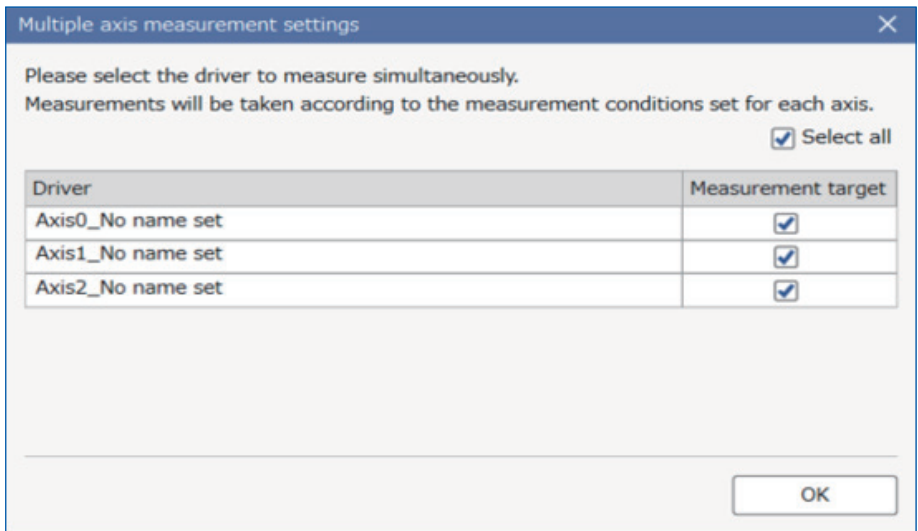 Multiple axis measurement settings
Please select the driver to measure simultaneously.
Measurements will be taken according to the measurement conditions set for each axis.
Select all
Driver Measurement target
Axis0_No name set
Axis1_No name set
Axis2_No name set
OK